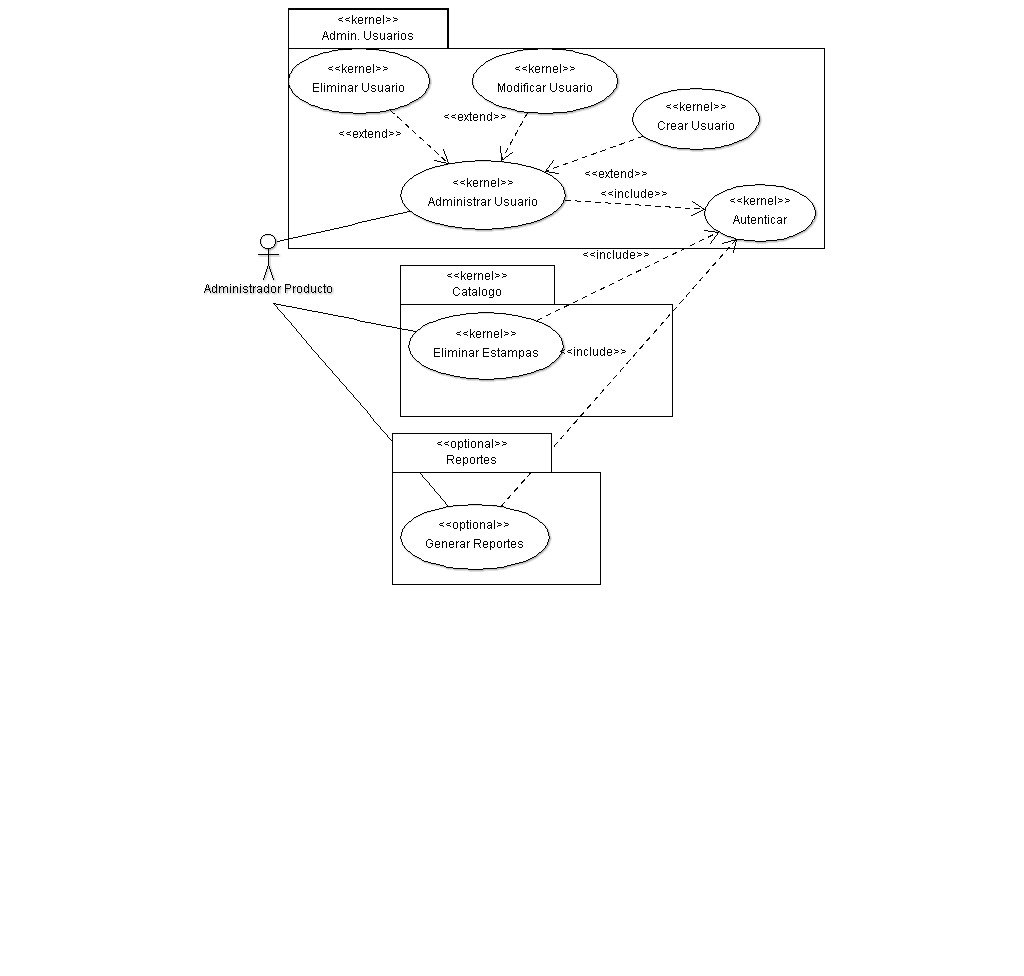 <<kernel>>
Admin. Usuarios
<<kernel>>
Eliminar Usuario
<<kernel>>
Modificar Usuario
<<kernel>>
Crear Usuario
<<extend>>
<<extend>>
<<extend>>
<<kernel>>
Administrar Usuario
<<include>>
<<kernel>>
Autenticar
Administrador Producto
<<include>>
<<kernel>>
Catalogo
<<kernel>>
Eliminar Estampas
<<include>>
<<optional>>
Reportes
<<optional>>
Generar Reportes